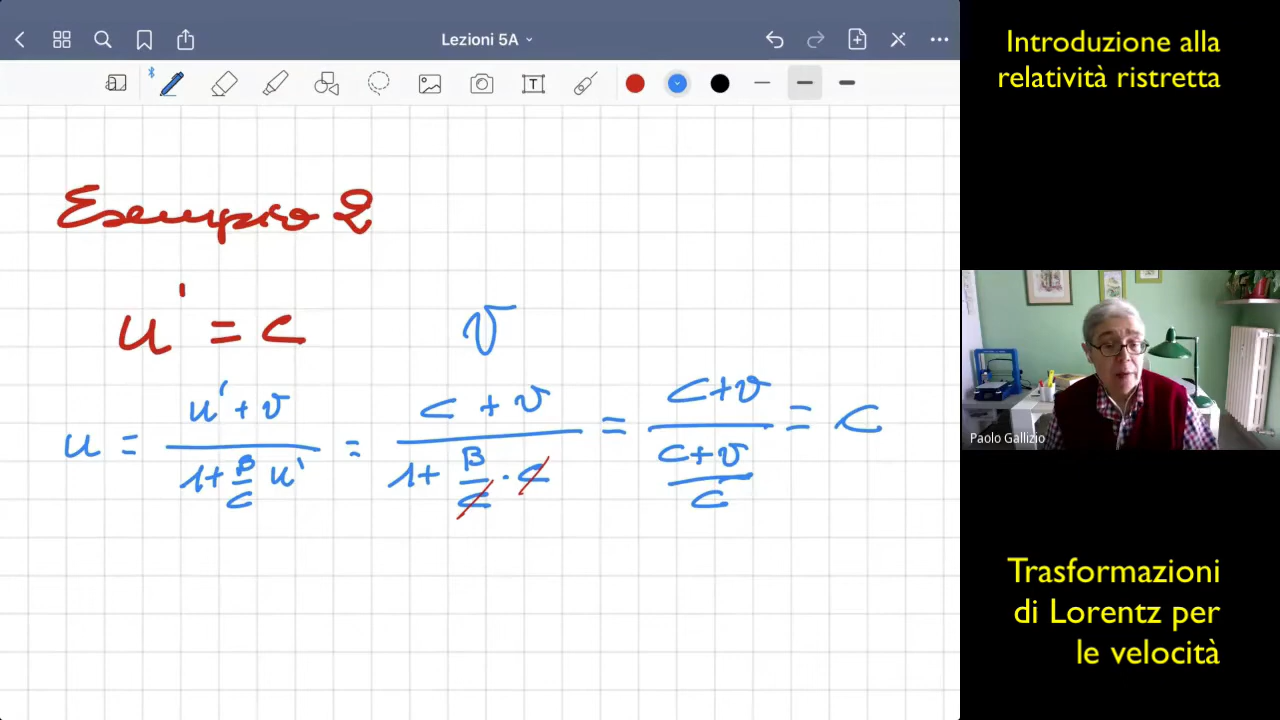 Lezioni 5A
T
Esempio 2
u' = c
v
u = u' + v / 1 + β/c u' = c + v / 1 + β/c · c = c + v / c + v / c = c
Introduzione alla
relatività ristretta
Paolo Gallizio
Trasformazioni
di Lorentz per
le velocità